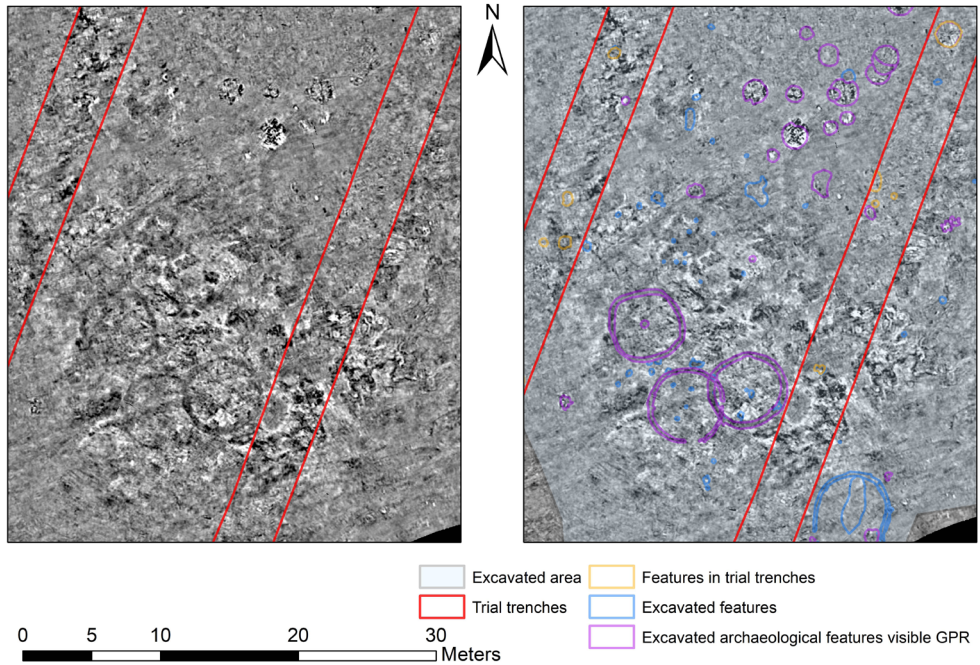 N
Excavated area
Features in trial trenches
Trial trenches
Excavated features
Excavated archaeological features visible GPR
0 5 10 20 30
Meters